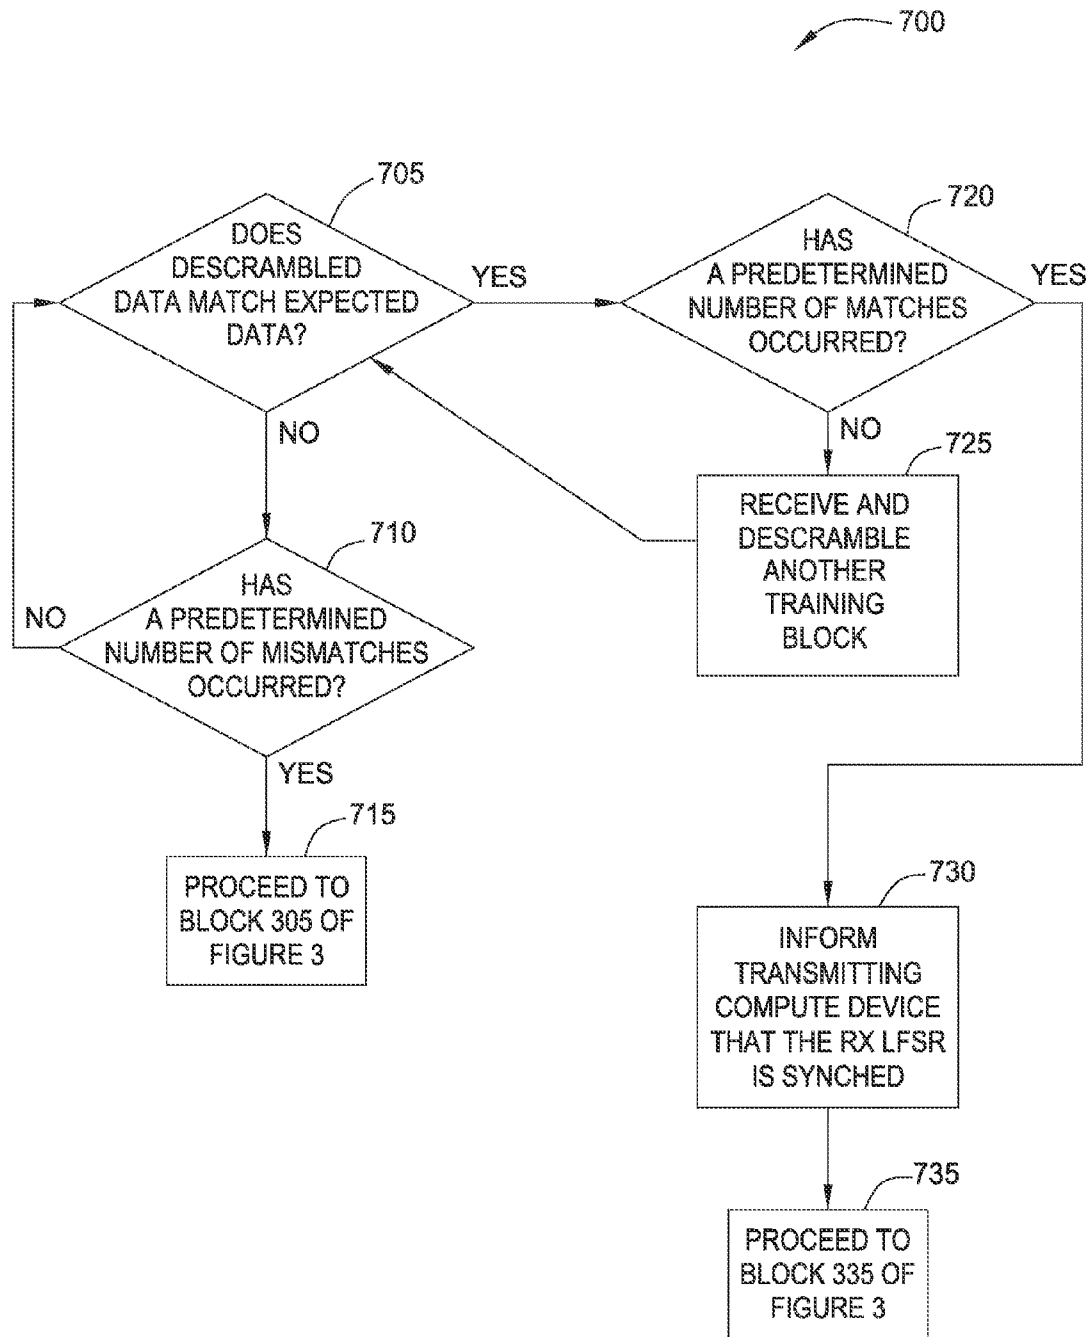 700
705
DOES
DESCRAMBLED
DATA MATCH EXPECTED
DATA?
YES
NO
720
HAS
A PREDETERMINED
NUMBER OF MATCHES
OCCURRED?
YES
NO
725
RECEIVE AND
DESCRAMBLE
ANOTHER
TRAINING
BLOCK
710
HAS
A PREDETERMINED
NUMBER OF MISMATCHES
OCCURRED?
NO
YES
715
PROCEED TO
BLOCK 305 OF
FIGURE 3
730
INFORM
TRANSMITTING
COMPUTE DEVICE
THAT THE RX LFSR
IS SYNCHED
735
PROCEED TO
BLOCK 335 OF
FIGURE 3